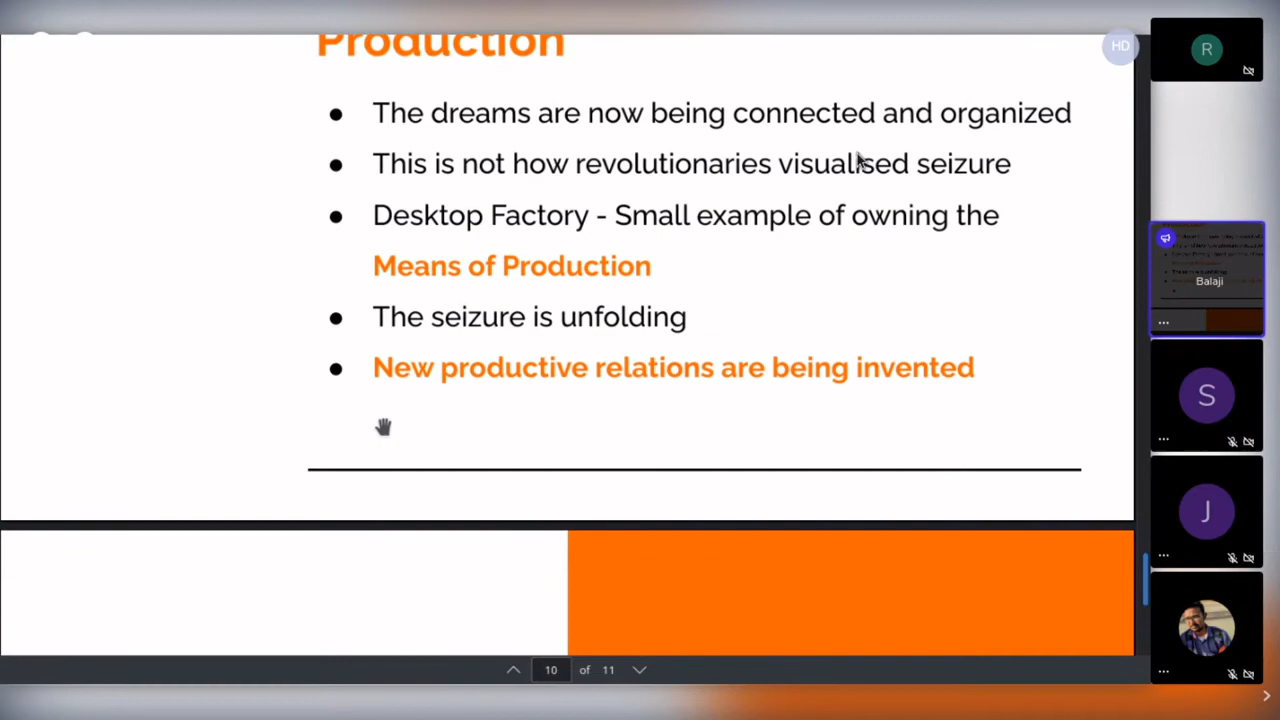 Production
HD
R
● The dreams are now being connected and organized
● This is not how revolutionaries visualised seizure
● Desktop Factory - Small example of owning the
Means of Production
● The seizure is unfolding
● New productive relations are being invented
Balaji
S
J
10 of 11